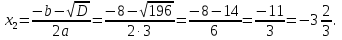 x₂ = (-b-√D)/(2a) = (-8-√196)/(2·3) = (-8-14)/6 = (-11)/3 = -3 2/3.